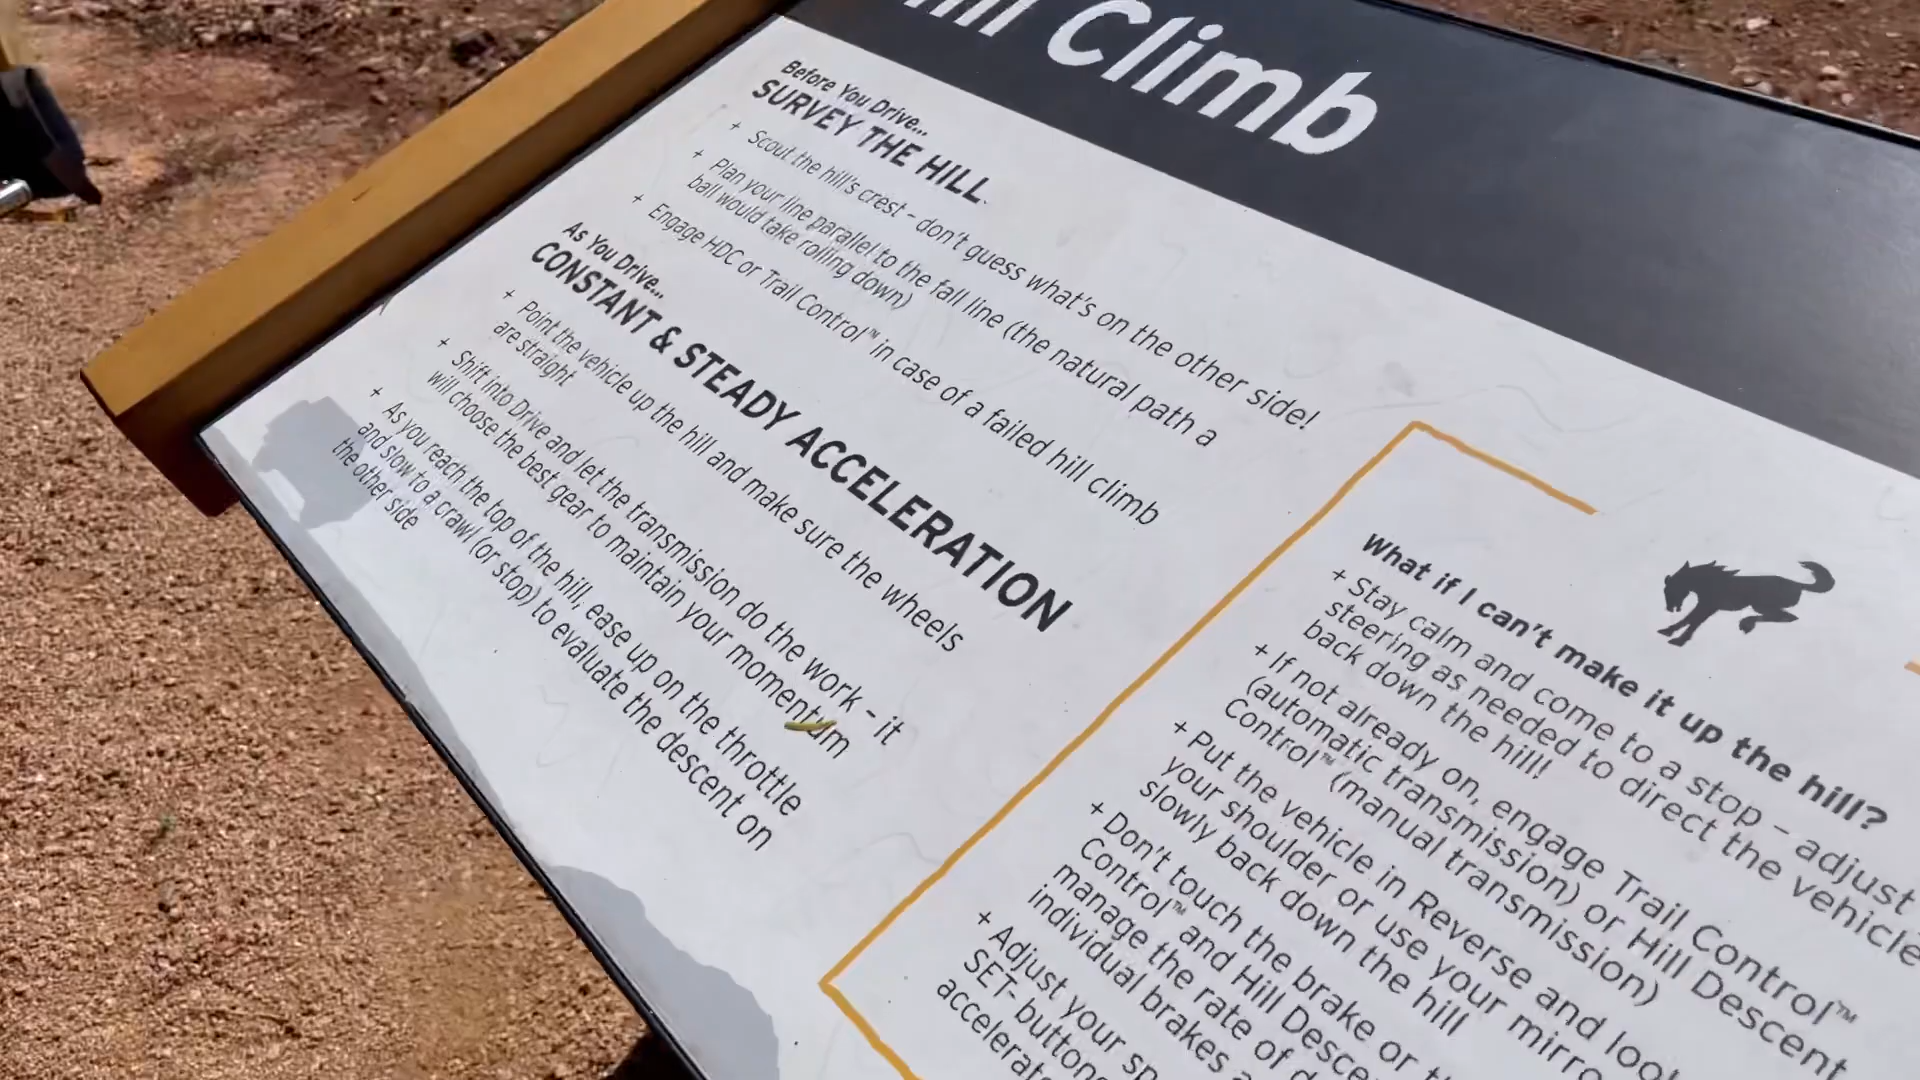 Climb
Before You Drive...
SURVEY THE HILL
+ Scout the hill's crest - don't guess what's on the other side!
+ Plan your line parallel to the fall line (the natural path a
ball would take rolling down)
+ Engage HDC or Trail Control™ in case of a failed hill climb
As You Drive...
CONSTANT & STEADY ACCELERATION
+ Point the vehicle up the hill and make sure the wheels
are straight
+ Shift into Drive and let the transmission do the work - it
will choose the best gear to maintain your momentum
+ As you reach the top of the hill, ease up on the throttle
and slow to a crawl (or stop) to evaluate the descent on
the other side
What if I can't make it up the hill?
+ Stay calm and come to a stop - adjust
steering as needed to direct the vehicle
back down the hill!
+ If not already on, engage Trail Control™
(automatic transmission) or Hill Descent
Control™ (manual transmission)
+ Put the vehicle in Reverse and
your shoulder or use your
slowly back down the hill
+ Don't touch the brake or
Control™ and Hill
manage the rate of
individual brakes
+ Adjust your
SET- buttons